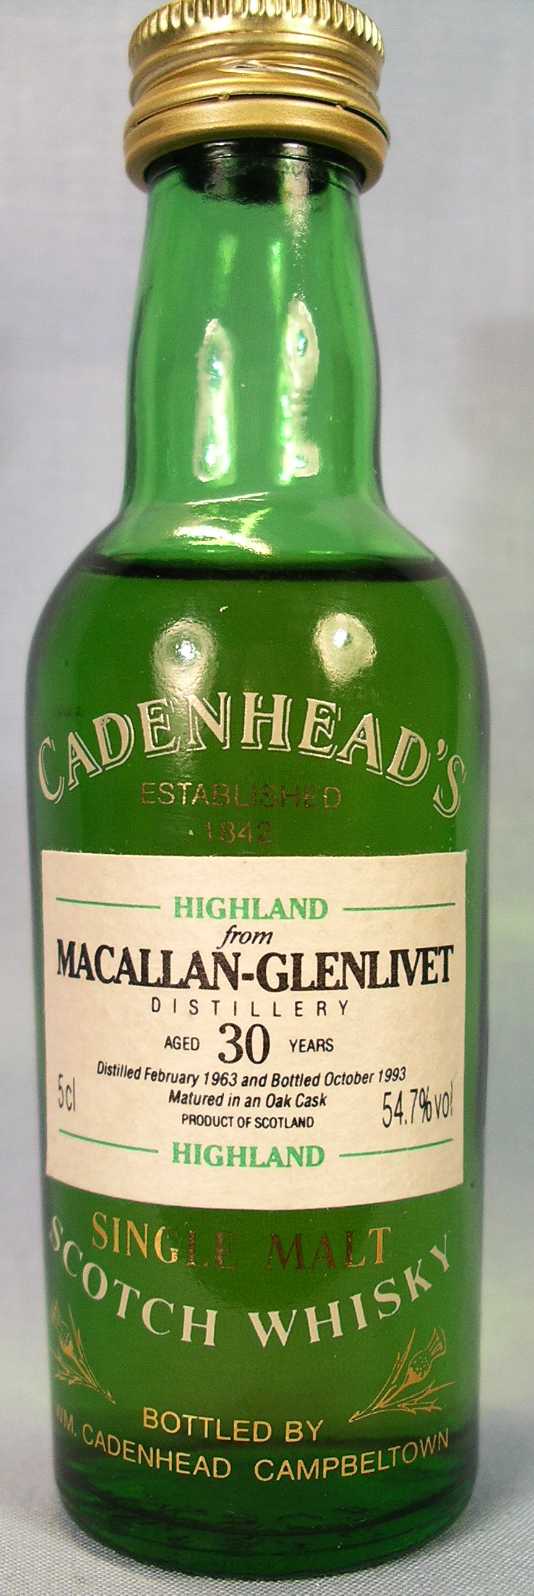 CADENHEAD'S
ESTABLISHED
1842
HIGHLAND
from
MACALLAN-GLENLIVET
DISTILLERY
AGED 30 YEARS
Distilled February 1963 and Bottled October 1993
Matured in an Oak Cask
5cl
PRODUCT OF SCOTLAND
54.7% vol
HIGHLAND
SINGLE MALT
SCOTCH WHISKY
BOTTLED BY
WM. CADENHEAD CAMPBELTOWN